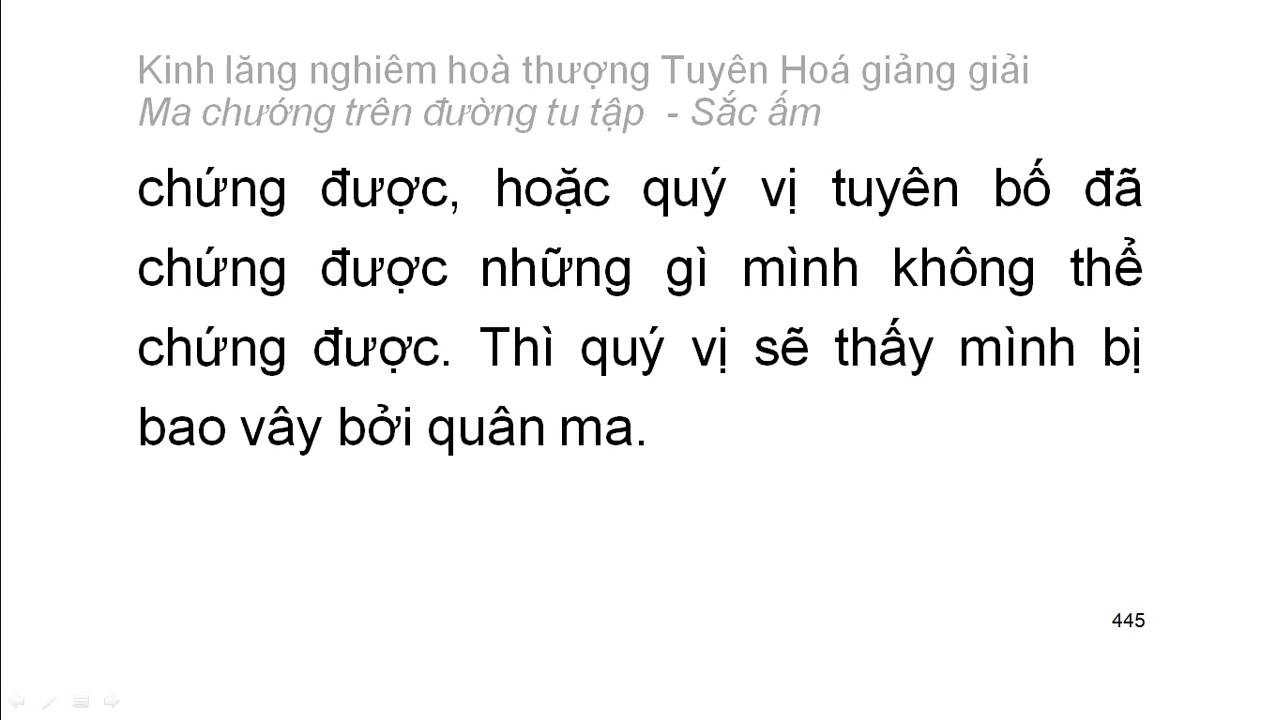 Kinh lăng nghiêm hoà thượng Tuyên Hoá giảng giải
Ma chướng trên đường tu tập - Sắc ấm
chứng được, hoặc quý vị tuyên bố đã
chứng được những gì mình không thể
chứng được. Thì quý vị sẽ thấy mình bị
bao vây bởi quân ma.
445